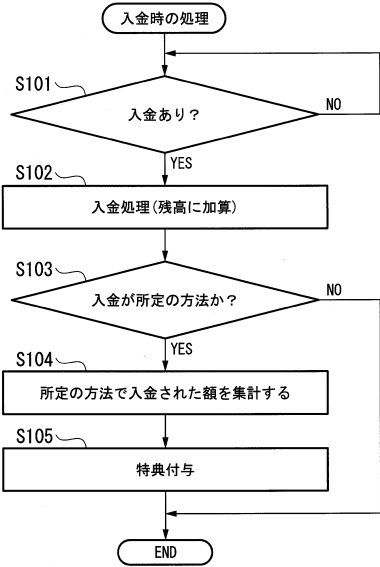 入金時の処理
S101
入金あり？
NO
YES
S102
入金処理(残高に加算)
S103
入金が所定の方法か？
NO
YES
S104
所定の方法で入金された額を集計する
S105
特典付与
END